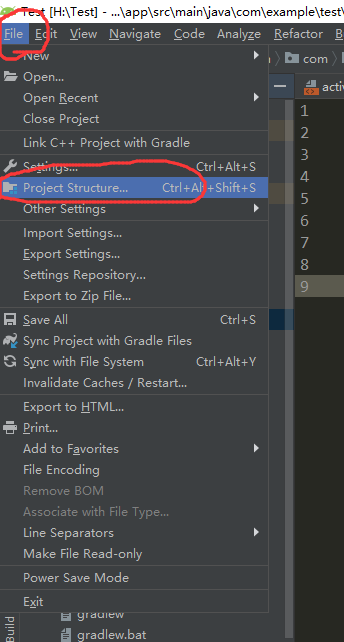 Test [H:\Test] - ...\app\src\main\java\com\example\test\
File Edit View Navigate Code Analyze Refactor
New
Open...
Open Recent
Close Project
Link C++ Project with Gradle
Settings... Ctrl+Alt+S
Project Structure... Ctrl+Alt+Shift+S
Other Settings
Import Settings...
Export Settings...
Settings Repository...
Export to Zip File...
Save All Ctrl+S
Sync Project with Gradle Files
Sync with File System Ctrl+Alt+Y
Invalidate Caches / Restart...
Export to HTML...
Print...
Add to Favorites
File Encoding
Remove BOM
Associate with File Type...
Line Separators
Make File Read-only
Power Save Mode
Exit
com
activ
1
2
3
4
5
6
7
8
9
Build
gradlew
gradlew.bat